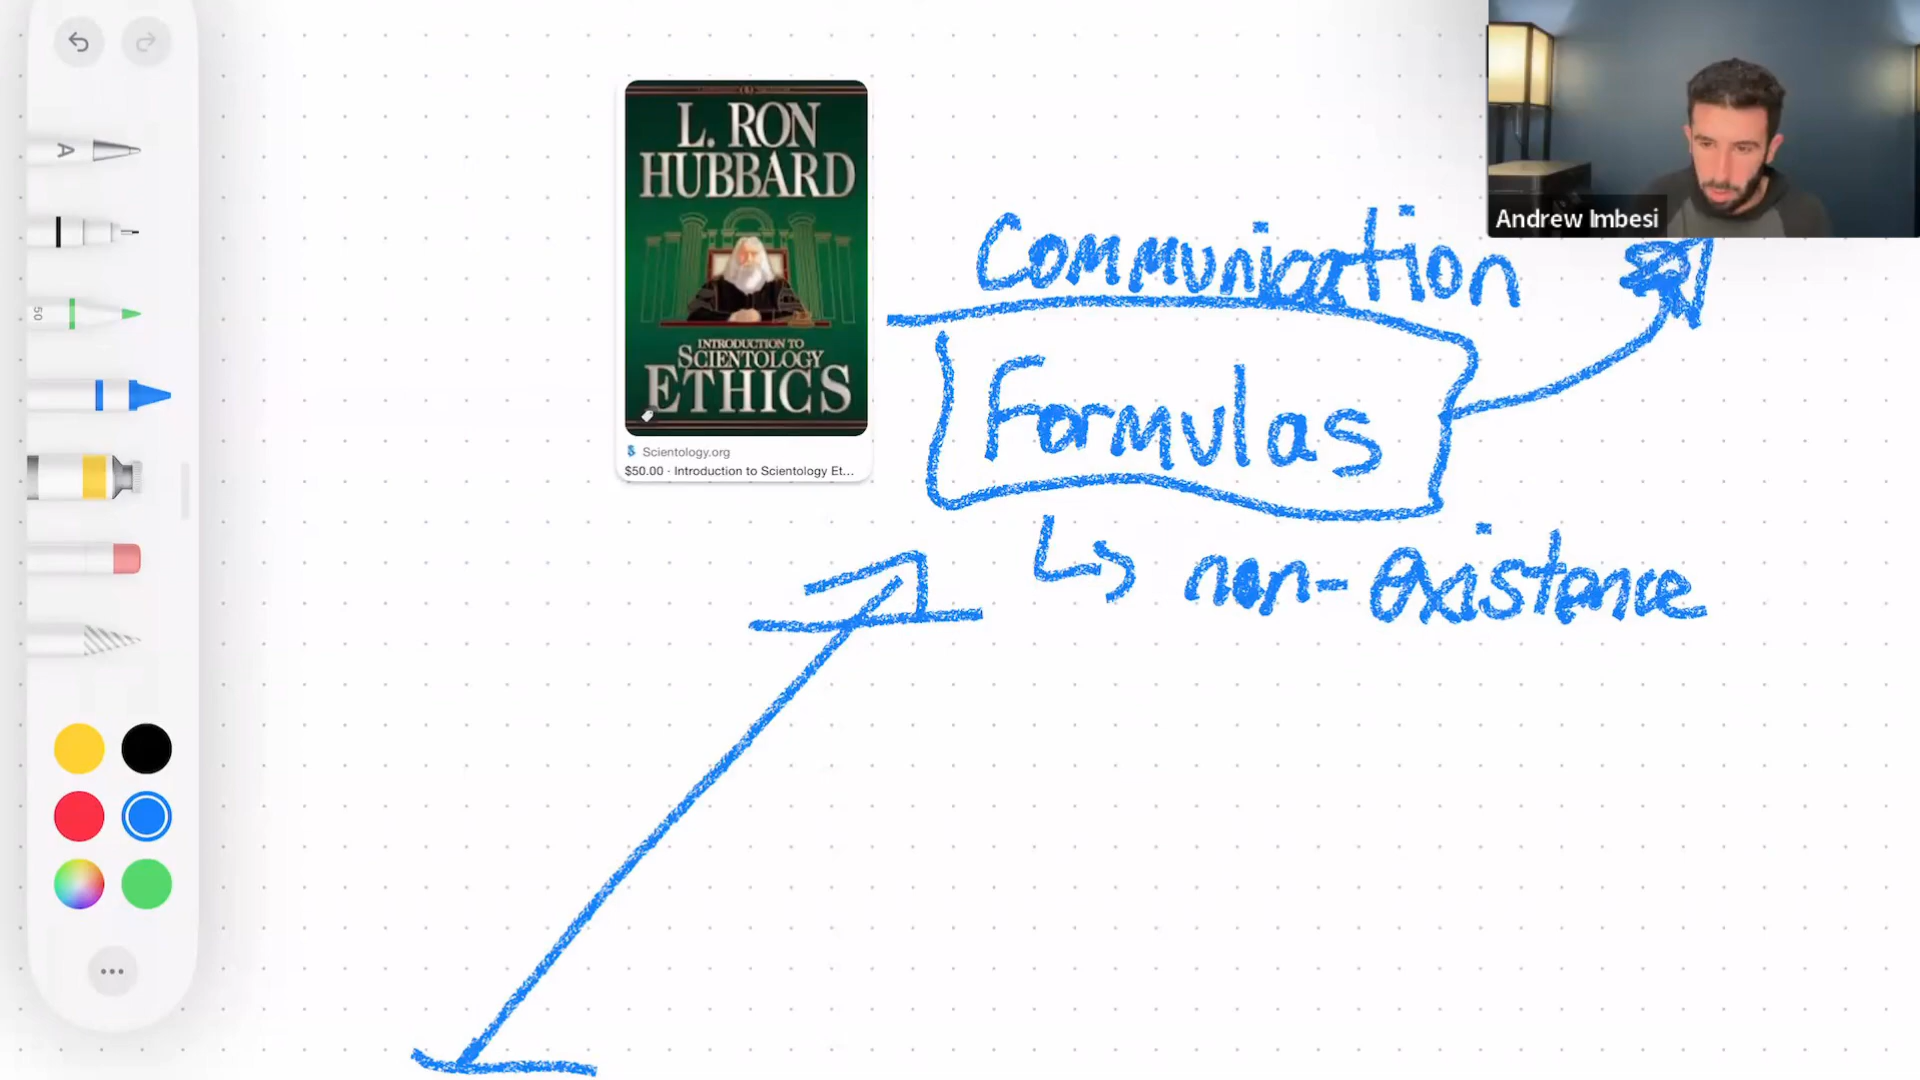 L. RON
HUBBARD
INTRODUCTION TO
SCIENTOLOGY
ETHICS
Scientology.org
$50.00 · Introduction to Scientology Et...
Communication
Formulas
non-existence
Andrew Imbesi
A
50